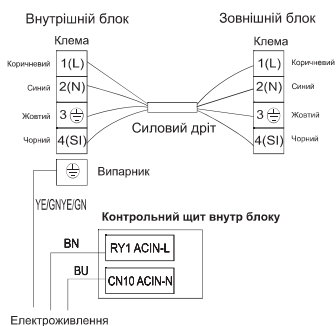 Внутрішній блок
Зовнішній блок
Клема
Клема
Коричневий
1(L)
1(L)
Коричневий
Синий
2(N)
2(N)
Синий
Жовтий
3
3
Жовтий
Чорний
4(SI)
4(SI)
Чорний
Силовий дріт
Випарник
YE/GNYE/GN
Контрольний щит внутр блоку
BN
RY1 ACIN-L
BU
CN10 ACIN-N
Електроживлення